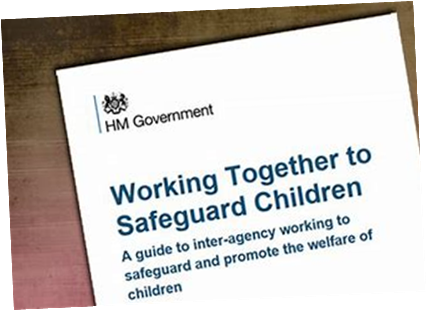 HM Government
Working Together to
Safeguard Children
A guide to inter-agency working to
safeguard and promote the welfare of
children